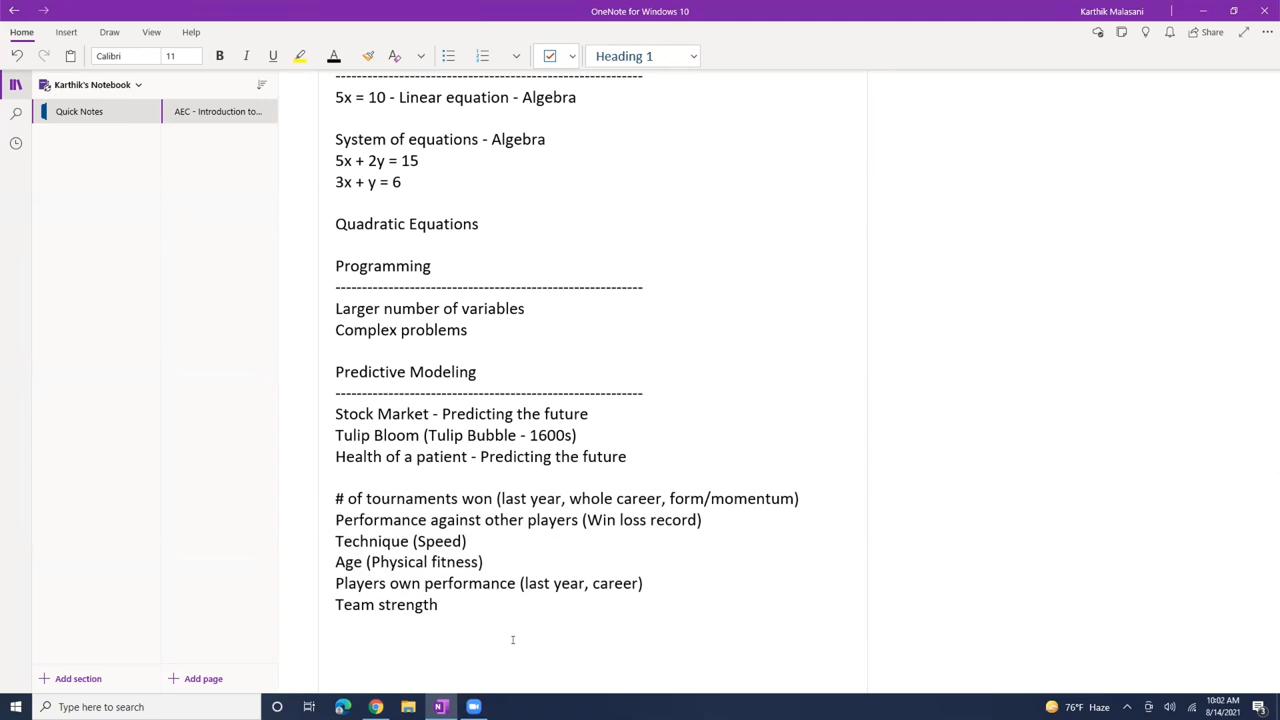 OneNote for Windows 10
Karthik Malasani
Home Insert Draw View Help
Share
Calibri 11 B I U A Heading 1
Karthik's Notebook
Quick Notes
AEC - Introduction to...
---------------------------------------------------------
5x = 10 - Linear equation - Algebra
System of equations - Algebra
5x + 2y = 15
3x + y = 6
Quadratic Equations
Programming
---------------------------------------------------------
Larger number of variables
Complex problems
Predictive Modeling
---------------------------------------------------------
Stock Market - Predicting the future
Tulip Bloom (Tulip Bubble - 1600s)
Health of a patient - Predicting the future
# of tournaments won (last year, whole career, form/momentum)
Performance against other players (Win loss record)
Technique (Speed)
Age (Physical fitness)
Players own performance (last year, career)
Team strength
+ Add section
+ Add page
Type here to search
76°F Haze
10:02 AM
8/14/2021
3